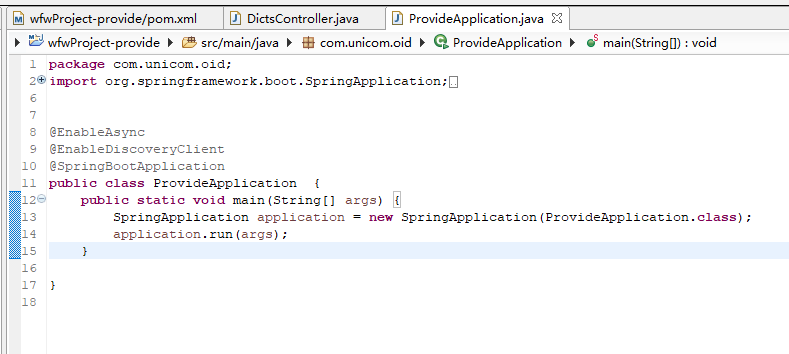 wfwProject-provide/pom.xml DictsController.java ProvideApplication.java
wfwProject-provide src/main/java com.unicom.oid ProvideApplication main(String[]) : void
1 package com.unicom.oid;
2 import org.springframework.boot.SpringApplication;
6
7
8 @EnableAsync
9 @EnableDiscoveryClient
10 @SpringBootApplication
11 public class ProvideApplication  {
12     public static void main(String[] args) {
13         SpringApplication application = new SpringApplication(ProvideApplication.class);
14         application.run(args);
15     }
16
17 }
18